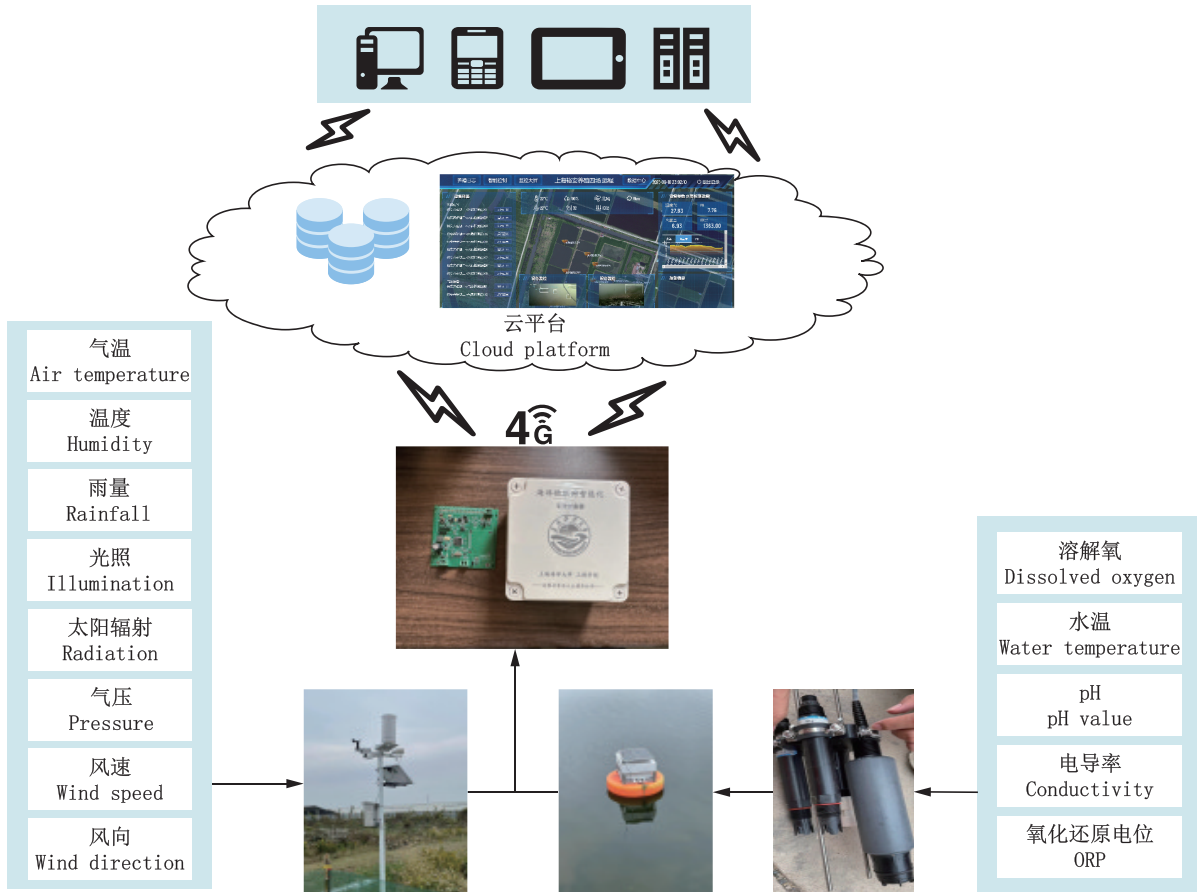 云平台
Cloud platform
气温
Air temperature
温度
Humidity
雨量
Rainfall
光照
Illumination
太阳辐射
Radiation
气压
Pressure
风速
Wind speed
风向
Wind direction
4G
溶解氧
Dissolved oxygen
水温
Water temperature
pH
pH value
电导率
Conductivity
氧化还原电位
ORP